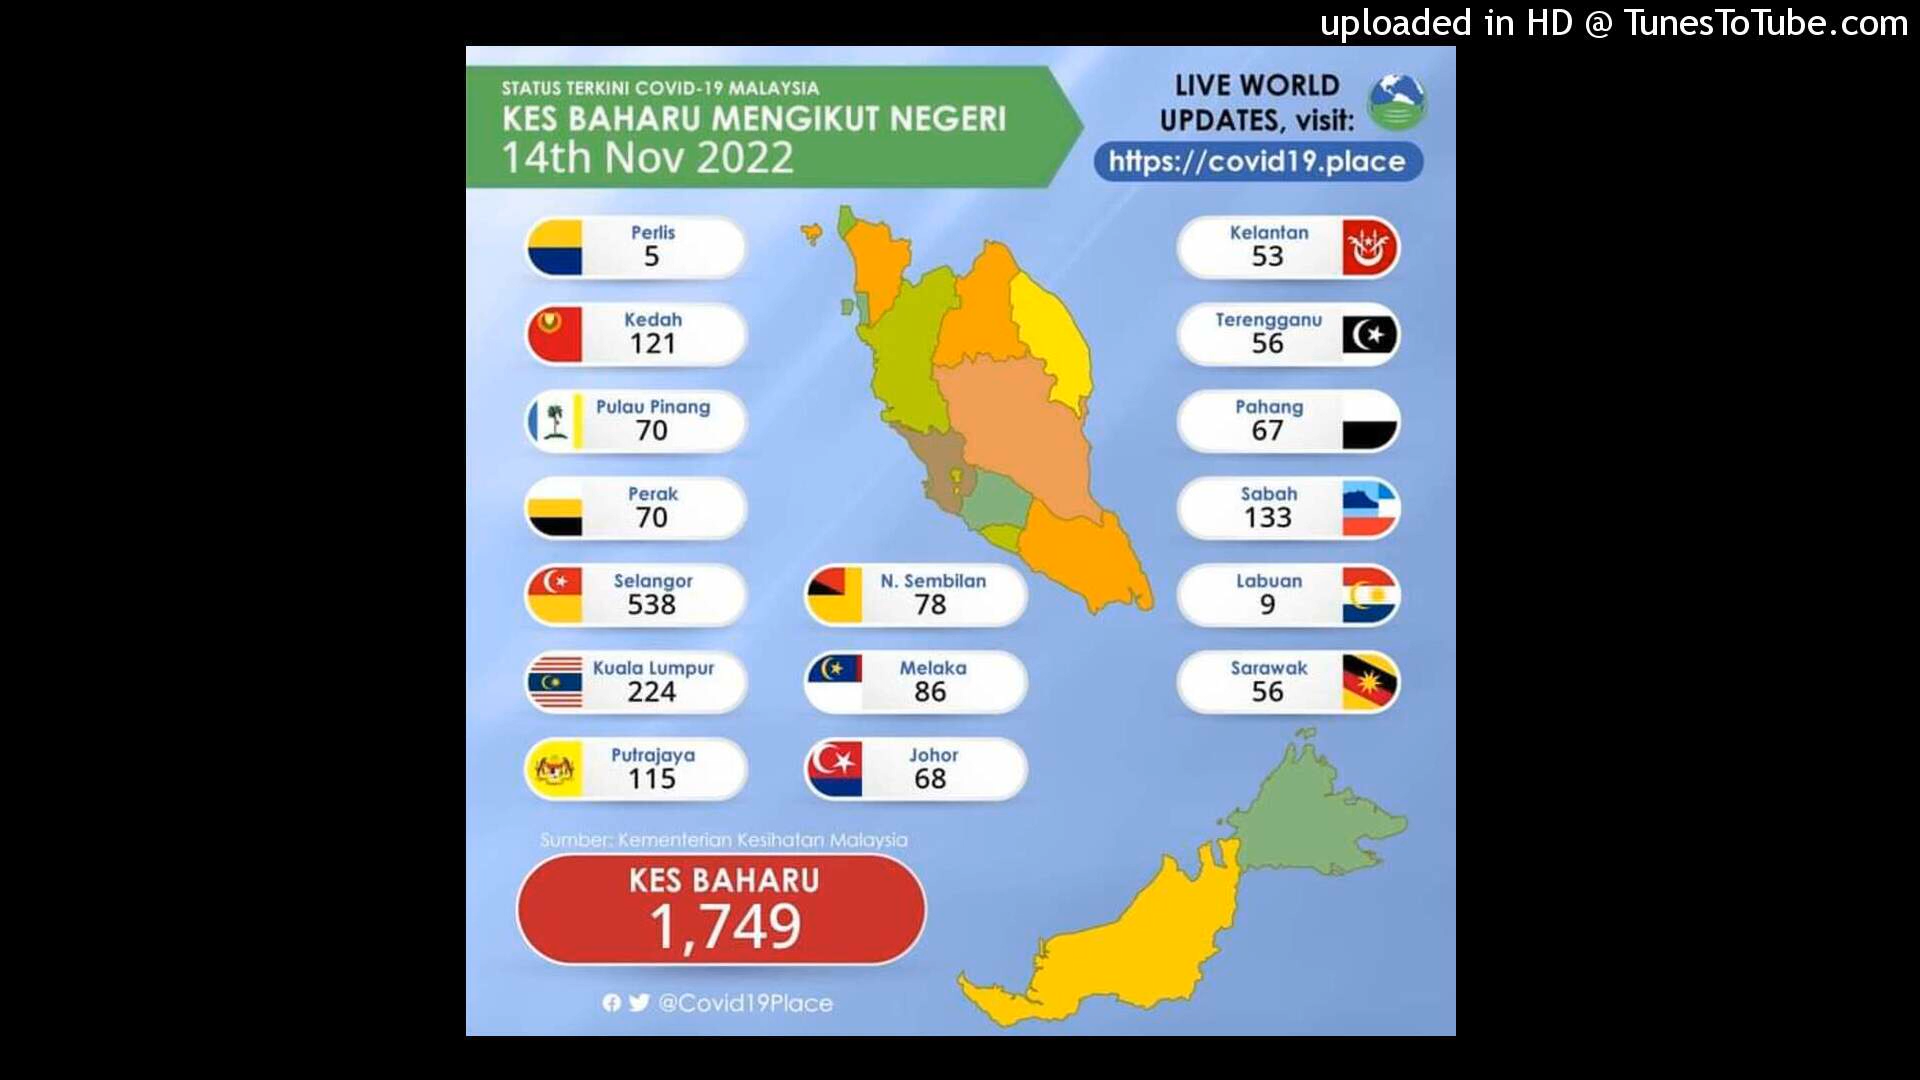 uploaded in HD @ TunesToTube.com
STATUS TERKINI COVID-19 MALAYSIA
KES BAHARU MENGIKUT NEGERI
14th Nov 2022
LIVE WORLD
UPDATES, visit:
https://covid19.place
Perlis
5
Kedah
121
Pulau Pinang
70
Perak
70
Selangor
538
Kuala Lumpur
224
Putrajaya
115
N. Sembilan
78
Melaka
86
Johor
68
Kelantan
53
Terengganu
56
Pahang
67
Sabah
133
Labuan
9
Sarawak
56
Sumber: Kementerian Kesihatan Malaysia
KES BAHARU
1,749
@Covid19Place